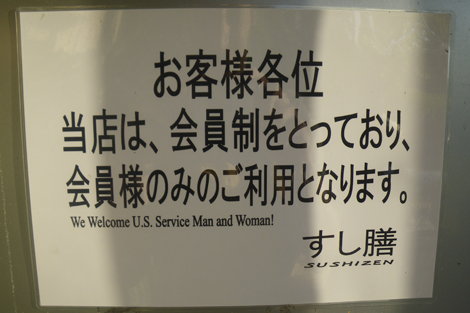 お客様各位
当店は、会員制をとっており、
会員様のみのご利用となります。
We Welcome U.S. Service Man and Woman!
すし膳
SUSHIZEN